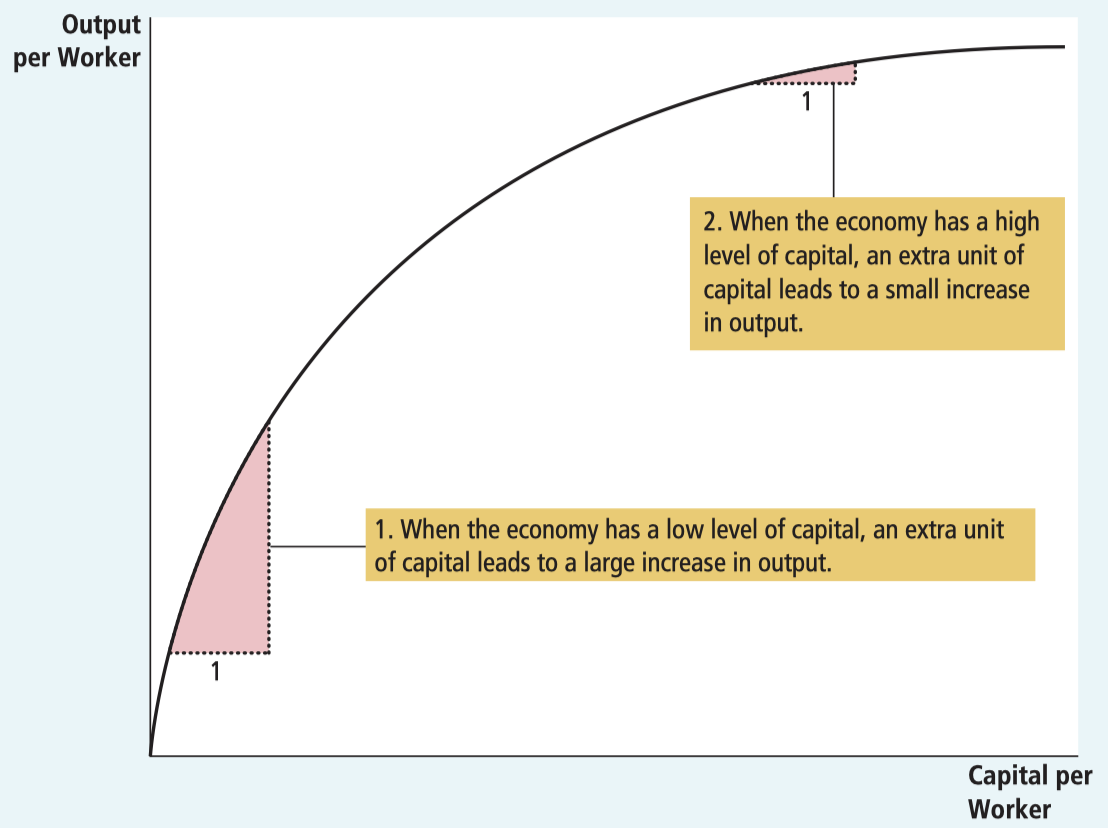 Output
per Worker
1
2. When the economy has a high
level of capital, an extra unit of
capital leads to a small increase
in output.
1. When the economy has a low level of capital, an extra unit
of capital leads to a large increase in output.
1
Capital per
Worker